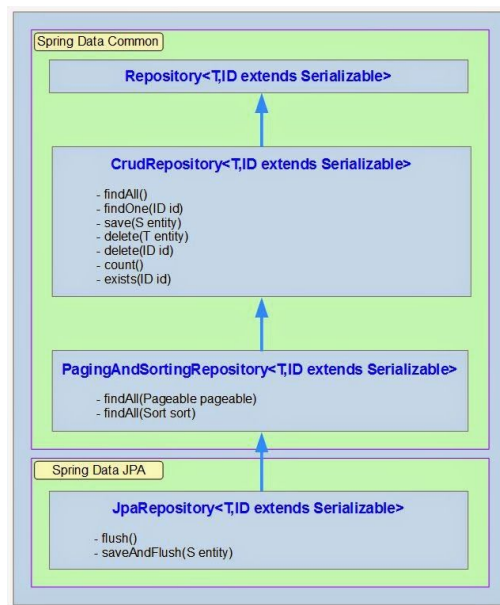 Spring Data Common
Repository<T,ID extends Serializable>
CrudRepository<T,ID extends Serializable>
- findAll()
- findOne(ID id)
- save(S entity)
- delete(T entity)
- delete(ID id)
- count()
- exists(ID id)
PagingAndSortingRepository<T,ID extends Serializable>
- findAll(Pageable pageable)
- findAll(Sort sort)
Spring Data JPA
JpaRepository<T,ID extends Serializable>
- flush()
- saveAndFlush(S entity)